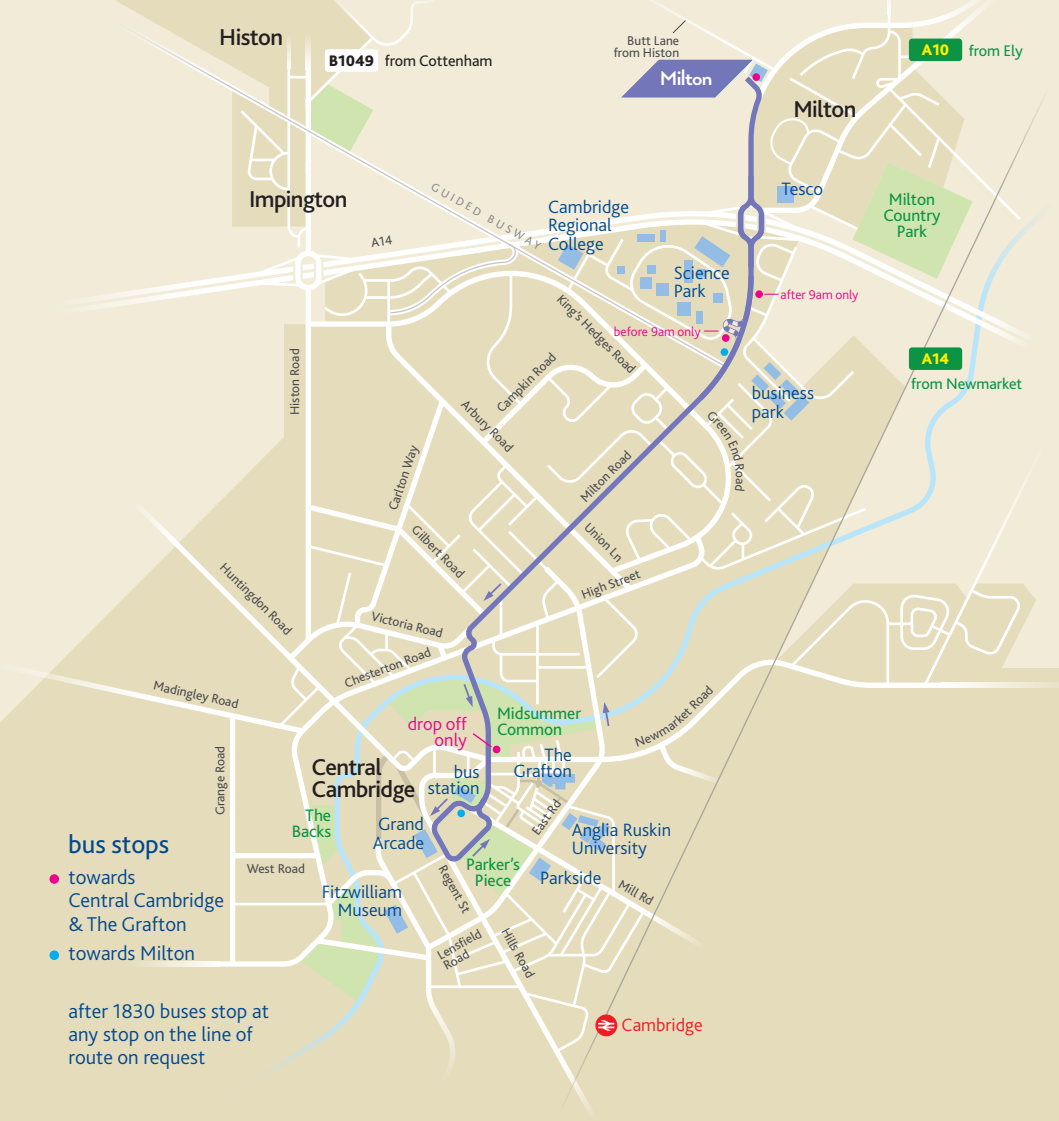 Histon
B1049 from Cottenham
Butt Lane
from Histon
Milton
A10 from Ely
Milton
Impington
GUIDED BUSWAY
Cambridge
Regional
College
Tesco
Milton
Country
Park
A14
Science
Park
after 9am only
before 9am only
King's Hedges Road
A14
from Newmarket
Histon Road
Campkin Road
business
park
Arbury Road
Green End Road
Carlton Way
Milton Road
Gilbert Road
Union Ln
Huntingdon Road
High Street
Victoria Road
Chesterton Road
Madingley Road
Midsummer
Common
drop off
only
Newmarket Road
Grange Road
Central
Cambridge
The
Grafton
bus
station
The
Backs
Grand
Arcade
East Rd
Anglia Ruskin
University
bus stops
towards
Central Cambridge
& The Grafton
towards Milton
West Road
Parker's
Piece
Regent St
Parkside
Mill Rd
Fitzwilliam
Museum
Lensfield
Road
Hills Road
after 1830 buses stop at
any stop on the line of
route on request
Cambridge